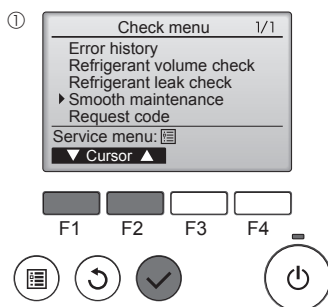 ①
Check menu 1/1
Error history
Refrigerant volume check
Refrigerant leak check
Smooth maintenance
Request code
Service menu:
▼ Cursor ▲
F1 F2 F3 F4